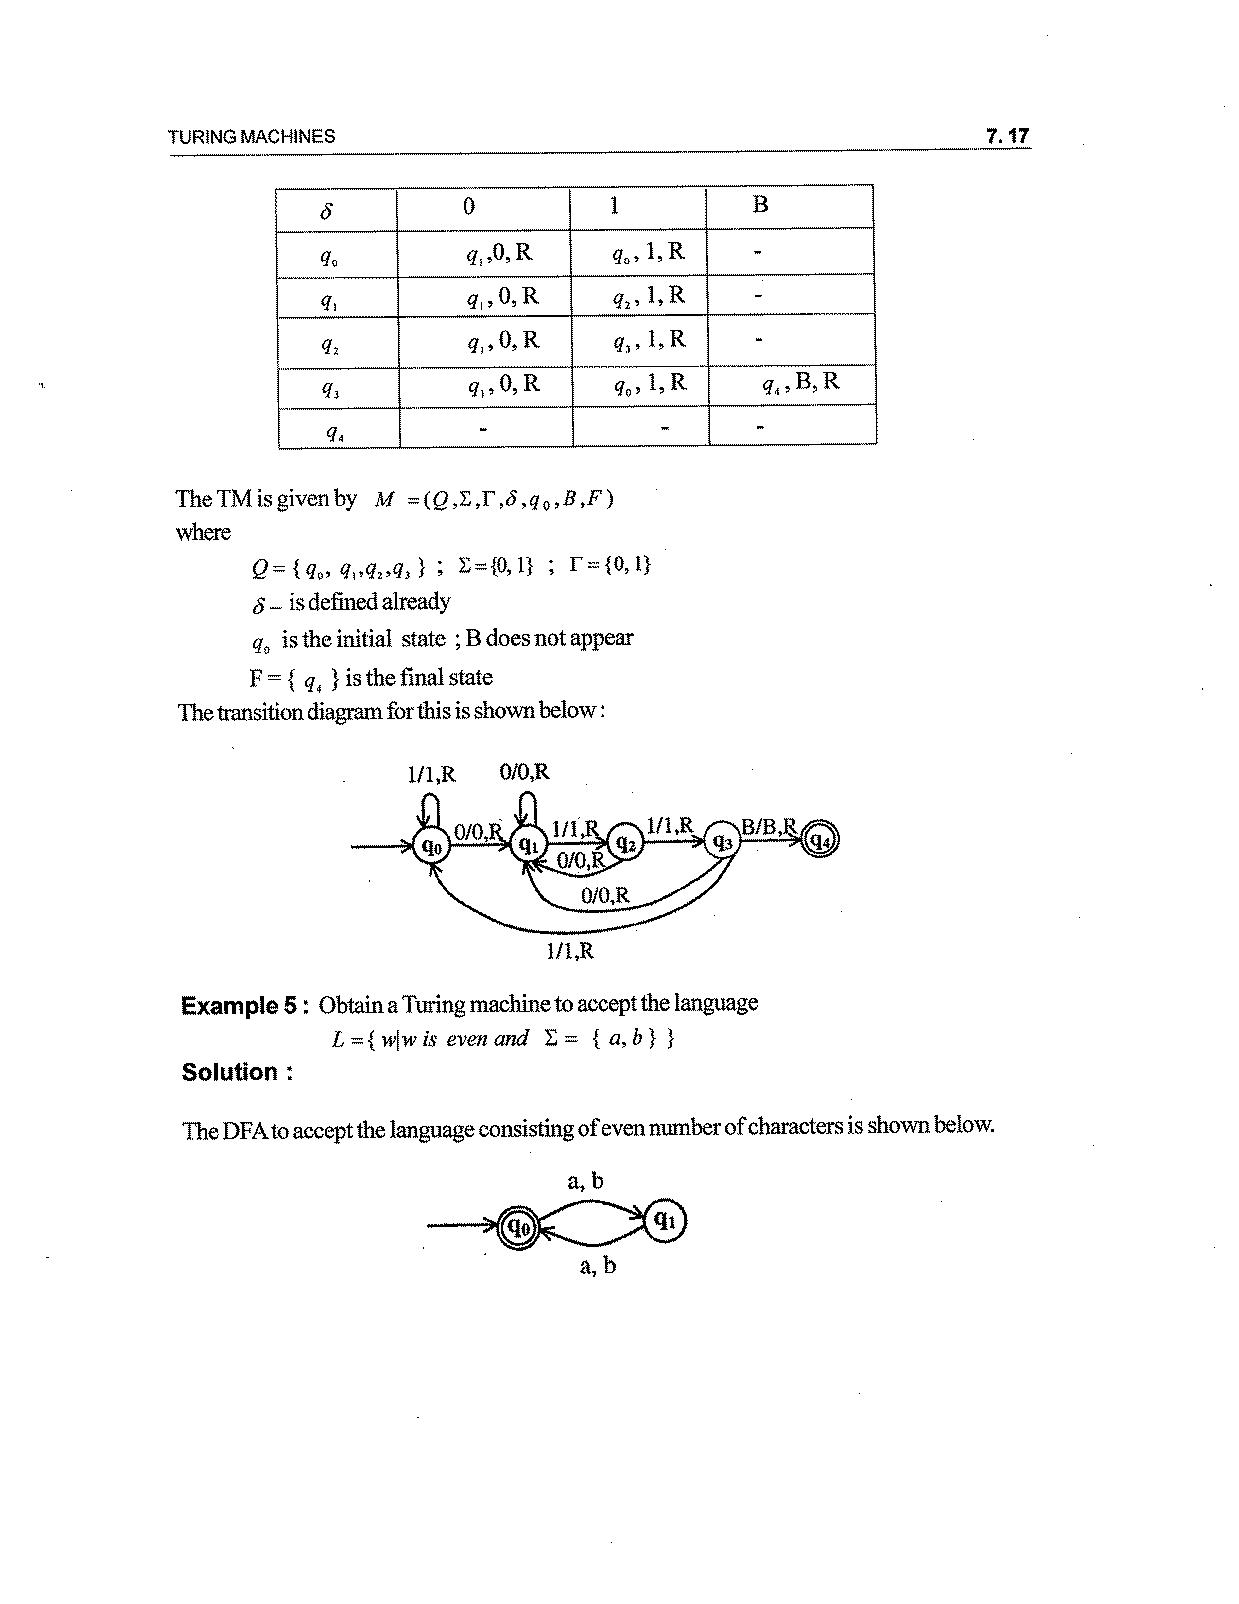 TURING MACHINES 7. 17
δ 0 1 B
q₀ q₁,0, R q₀, 1, R -
q₁ q₁, 0, R q₂, 1, R -
q₂ q₁, 0, R q₃, 1, R -
q₃ q₁, 0, R q₀, 1, R q₄, B, R
q₄ - - -
The TM is given by M = (Q ,Σ,Γ ,δ ,q₀ ,B ,F )
where
Q = { q₀, q₁,q₂,q₃ } ; Σ={0, 1} ; Γ = {0, 1}
δ – is defined already
q₀ is the initial state ; B does not appear
F = { q₄ } is the final state
The transition diagram for this is shown below :
1/1,R 0/0,R
q₀ 0/0,R q₁ 1/1,R q₂ 1/1,R q₃ B/B,R q₄
0/0,R
0/0,R
1/1,R
Example 5 : Obtain a Turing machine to accept the language
L = { w|w is even and Σ = { a, b } }
Solution :
The DFA to accept the language consisting of even number of characters is shown below.
a, b
q₀ q₁
a, b